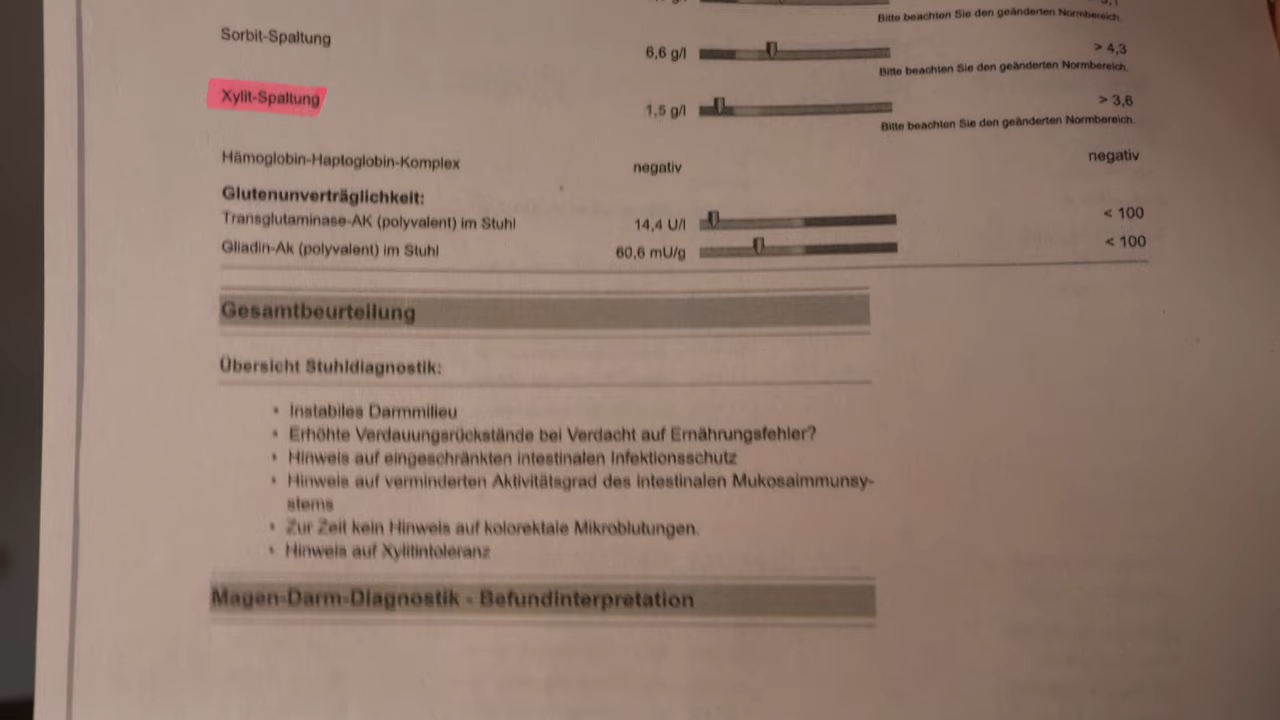 Bitte beachten Sie den geänderten Normbereich.
Sorbit-Spaltung 6,6 g/l > 4,3
Bitte beachten Sie den geänderten Normbereich.
Xylit-Spaltung 1,5 g/l > 3,6
Bitte beachten Sie den geänderten Normbereich.
Hämoglobin-Haptoglobin-Komplex negativ negativ
Glutenunverträglichkeit:
Transglutaminase-AK (polyvalent) im Stuhl 14,4 U/l < 100
Gliadin-Ak (polyvalent) im Stuhl 60,6 mU/g < 100
Gesamtbeurteilung
Übersicht Stuhldiagnostik:
• Instabiles Darmmilieu
• Erhöhte Verdauungsrückstände bei Verdacht auf Ernährungsfehler?
• Hinweis auf eingeschränkten intestinalen Infektionsschutz
• Hinweis auf verminderten Aktivitätsgrad des intestinalen Mukosaimmunsy-
stems
• Zur Zeit kein Hinweis auf kolorektale Mikroblutungen.
• Hinweis auf Xylitintoleranz
Magen-Darm-Diagnostik - Befundinterpretation